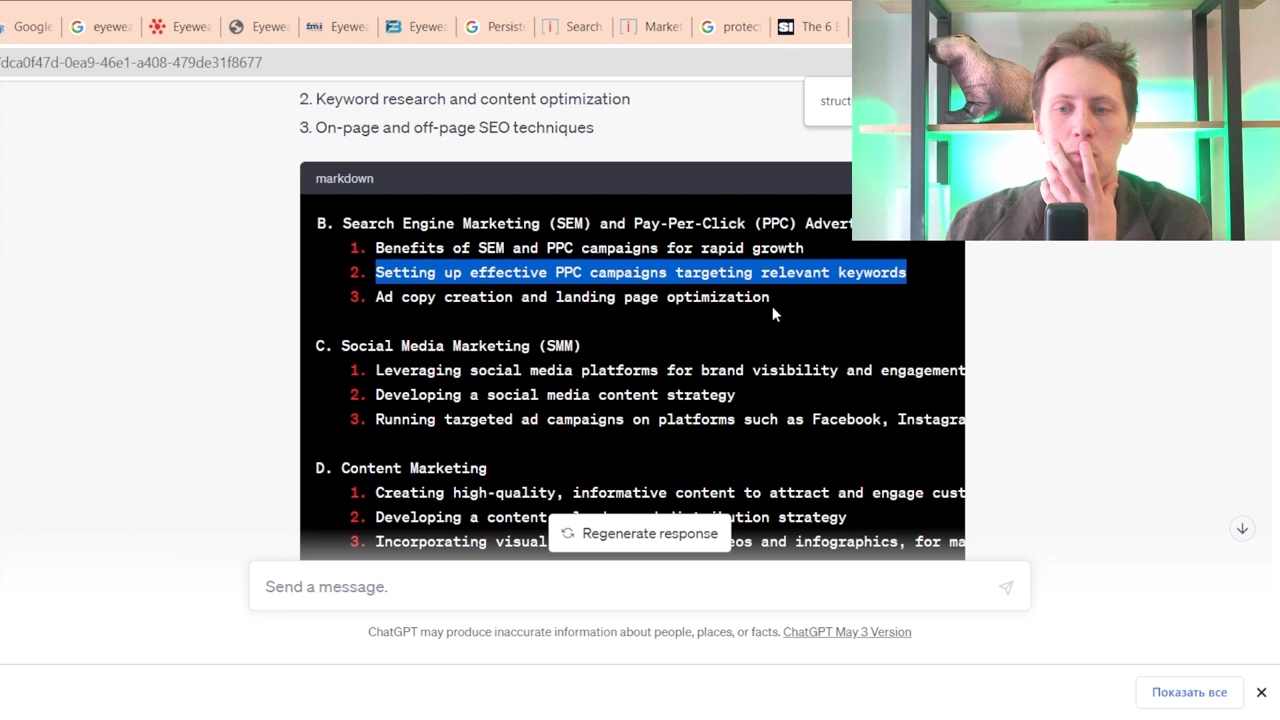 Google
eyewea
Eyewea
Eyewe
fmi Eyewe
Eyewea
Persiste
Search
Market
protect
SI The 6 E
dca0f47d-0ea9-46e1-a408-479de31f8677
2. Keyword research and content optimization
struct
3. On-page and off-page SEO techniques
markdown
B. Search Engine Marketing (SEM) and Pay-Per-Click (PPC) Advert
1. Benefits of SEM and PPC campaigns for rapid growth
2. Setting up effective PPC campaigns targeting relevant keywords
3. Ad copy creation and landing page optimization
C. Social Media Marketing (SMM)
1. Leveraging social media platforms for brand visibility and engagement
2. Developing a social media content strategy
3. Running targeted ad campaigns on platforms such as Facebook, Instagra
D. Content Marketing
1. Creating high-quality, informative content to attract and engage cust
2. Developing a content tion strategy
3. Incorporating visual eos and infographics, for ma
Regenerate response
Send a message.
ChatGPT may produce inaccurate information about people, places, or facts. ChatGPT May 3 Version
Показать все